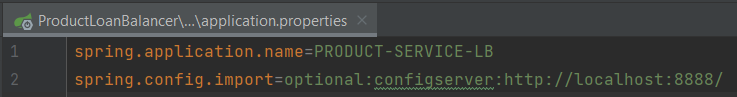 ProductLoanBalancer\...\application.properties
1 spring.application.name=PRODUCT-SERVICE-LB
2 spring.config.import=optional:configserver:http://localhost:8888/